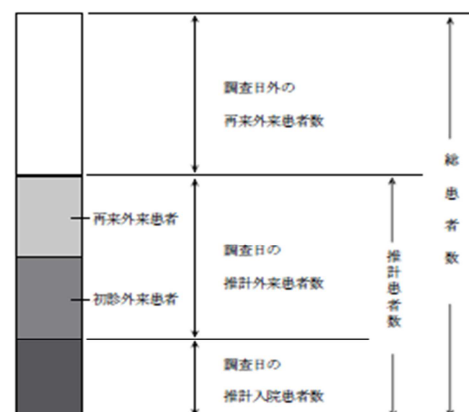 調査日外の
再来外来患者数
総患者数
再来外来患者
調査日の
推計外来患者数
初診外来患者
推計患者数
調査日の
推計入院患者数